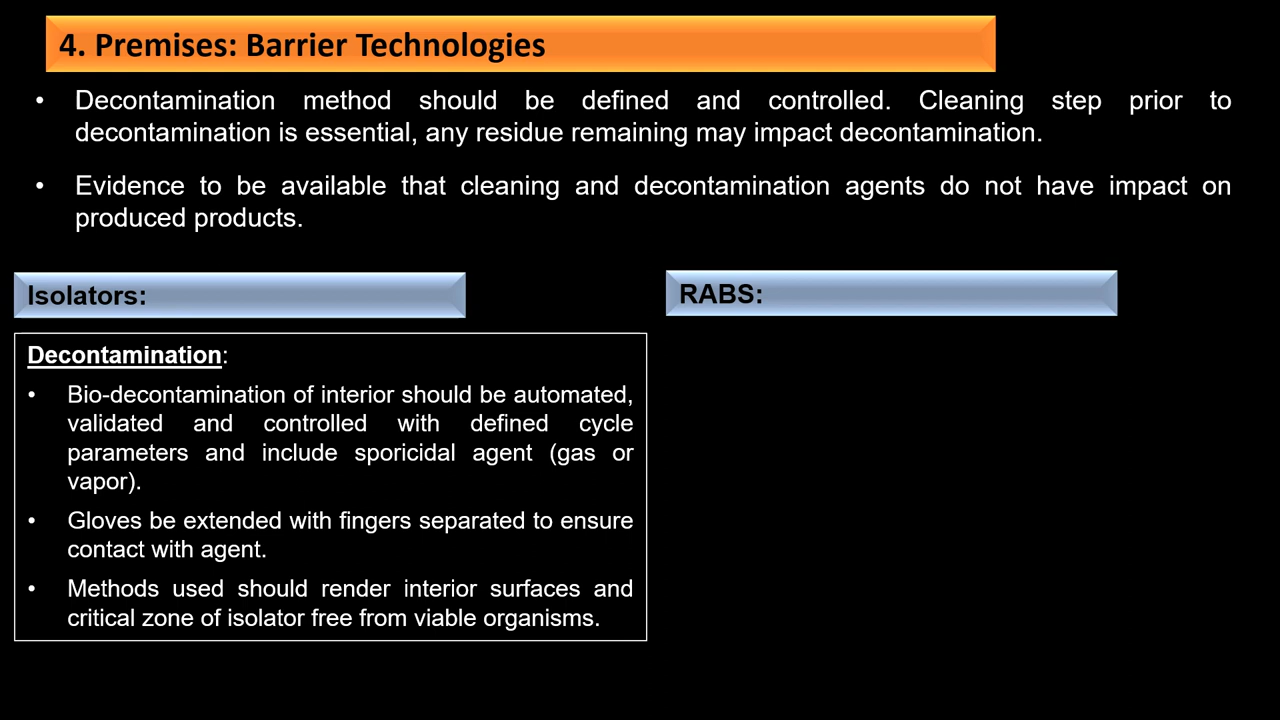 4. Premises: Barrier Technologies
• Decontamination method should be defined and controlled. Cleaning step prior to
decontamination is essential, any residue remaining may impact decontamination.
• Evidence to be available that cleaning and decontamination agents do not have impact on
produced products.
Isolators:
Decontamination:
• Bio-decontamination of interior should be automated,
validated and controlled with defined cycle
parameters and include sporicidal agent (gas or
vapor).
• Gloves be extended with fingers separated to ensure
contact with agent.
• Methods used should render interior surfaces and
critical zone of isolator free from viable organisms.
RABS: